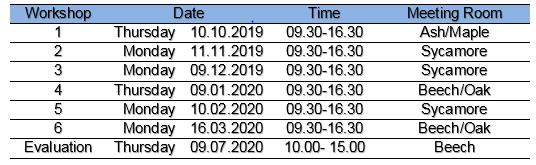 Workshop Date Time Meeting Room
1 Thursday 10.10.2019 09.30-16.30 Ash/Maple
2 Monday 11.11.2019 09.30-16.30 Sycamore
3 Monday 09.12.2019 09.30-16.30 Sycamore
4 Thursday 09.01.2020 09.30-16.30 Beech/Oak
5 Monday 10.02.2020 09.30-16.30 Sycamore
6 Monday 16.03.2020 09.30-16.30 Beech/Oak
Evaluation Thursday 09.07.2020 10.00- 15.00 Beech